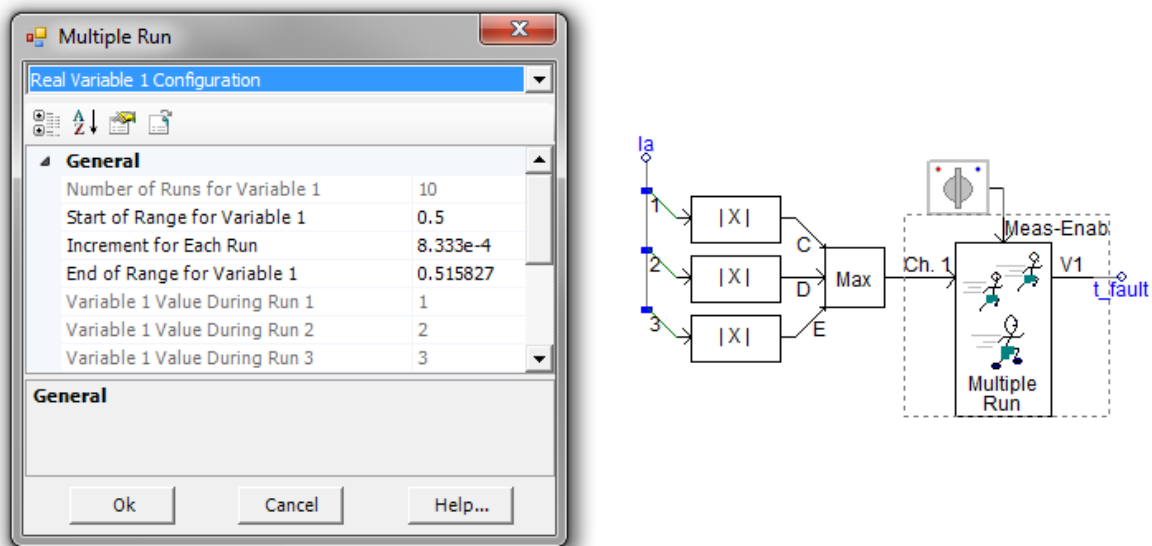 Multiple Run
Real Variable 1 Configuration
A
Z
General
Number of Runs for Variable 1 10
Start of Range for Variable 1 0.5
Increment for Each Run 8.333e-4
End of Range for Variable 1 0.515827
Variable 1 Value During Run 1 1
Variable 1 Value During Run 2 2
Variable 1 Value During Run 3 3
General
Ok Cancel Help...
Ia
1 |X| C
2 |X| D
3 |X| E
Max
Ch. 1
Meas-Enab
V1
t_fault
Multiple
Run